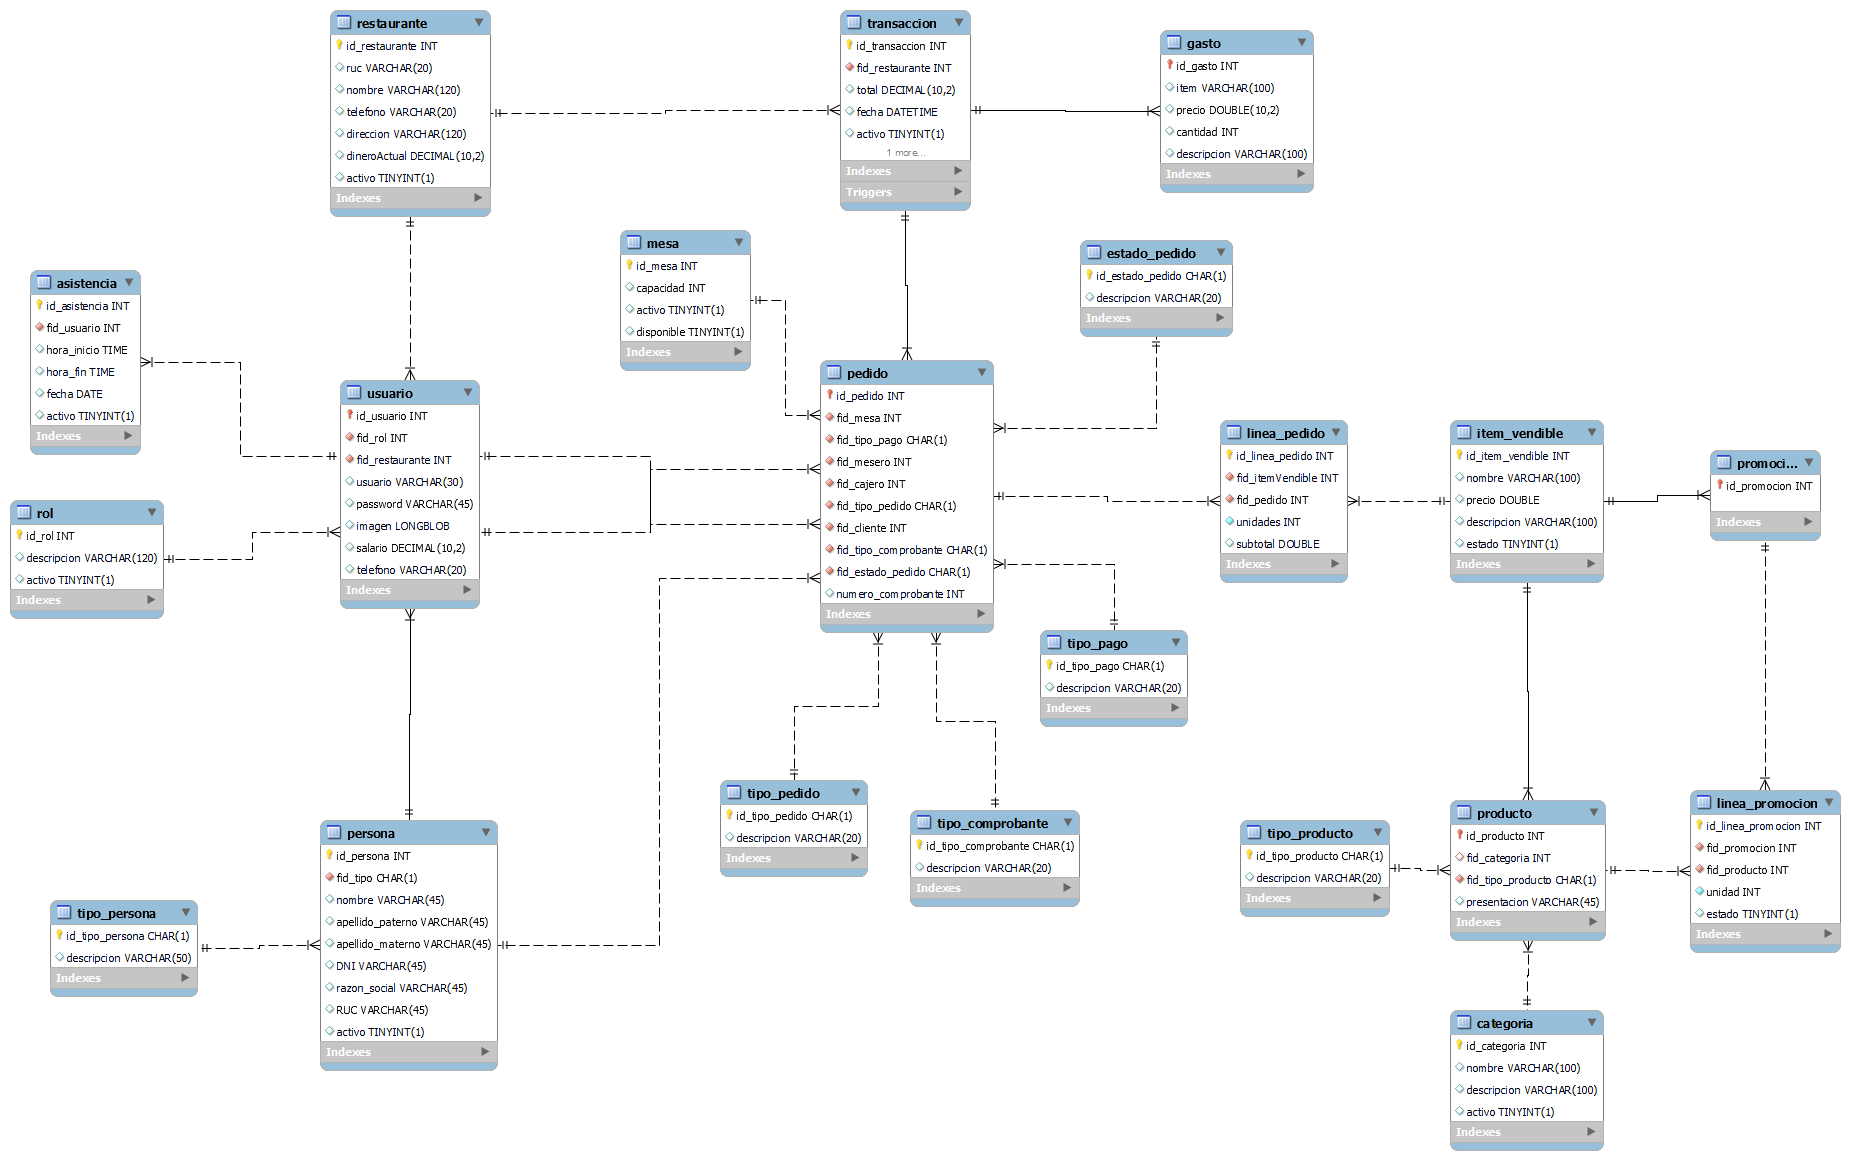 restaurante
id_restaurante INT
ruc VARCHAR(20)
nombre VARCHAR(120)
telefono VARCHAR(20)
direccion VARCHAR(120)
dineroActual DECIMAL(10,2)
activo TINYINT(1)
Indexes
transaccion
id_transaccion INT
fid_restaurante INT
total DECIMAL(10,2)
fecha DATETIME
activo TINYINT(1)
1 more...
Indexes
Triggers
gasto
id_gasto INT
item VARCHAR(100)
precio DOUBLE(10,2)
cantidad INT
descripcion VARCHAR(100)
Indexes
mesa
id_mesa INT
capacidad INT
activo TINYINT(1)
disponible TINYINT(1)
Indexes
estado_pedido
id_estado_pedido CHAR(1)
descripcion VARCHAR(20)
Indexes
asistencia
id_asistencia INT
fid_usuario INT
hora_inicio TIME
hora_fin TIME
fecha DATE
activo TINYINT(1)
Indexes
usuario
id_usuario INT
fid_rol INT
fid_restaurante INT
usuario VARCHAR(30)
password VARCHAR(45)
imagen LONGBLOB
salario DECIMAL(10,2)
telefono VARCHAR(20)
Indexes
pedido
id_pedido INT
fid_mesa INT
fid_tipo_pago CHAR(1)
fid_mesero INT
fid_cajero INT
fid_tipo_pedido CHAR(1)
fid_cliente INT
fid_tipo_comprobante CHAR(1)
fid_estado_pedido CHAR(1)
numero_comprobante INT
Indexes
linea_pedido
id_linea_pedido INT
fid_itemVendible INT
fid_pedido INT
unidades INT
subtotal DOUBLE
Indexes
item_vendible
id_item_vendible INT
nombre VARCHAR(100)
precio DOUBLE
descripcion VARCHAR(100)
estado TINYINT(1)
Indexes
promoci...
id_promocion INT
Indexes
rol
id_rol INT
descripcion VARCHAR(120)
activo TINYINT(1)
Indexes
tipo_pago
id_tipo_pago CHAR(1)
descripcion VARCHAR(20)
Indexes
tipo_pedido
id_tipo_pedido CHAR(1)
descripcion VARCHAR(20)
Indexes
tipo_comprobante
id_tipo_comprobante CHAR(1)
descripcion VARCHAR(20)
Indexes
persona
id_persona INT
fid_tipo CHAR(1)
nombre VARCHAR(45)
apellido_paterno VARCHAR(45)
apellido_materno VARCHAR(45)
DNI VARCHAR(45)
razon_social VARCHAR(45)
RUC VARCHAR(45)
activo TINYINT(1)
Indexes
tipo_persona
id_tipo_persona CHAR(1)
descripcion VARCHAR(50)
Indexes
tipo_producto
id_tipo_producto CHAR(1)
descripcion VARCHAR(20)
Indexes
producto
id_producto INT
fid_categoria INT
fid_tipo_producto CHAR(1)
presentacion VARCHAR(45)
Indexes
linea_promocion
id_linea_promocion INT
fid_promocion INT
fid_producto INT
unidad INT
estado TINYINT(1)
Indexes
categoria
id_categoria INT
nombre VARCHAR(100)
descripcion VARCHAR(100)
activo TINYINT(1)
Indexes